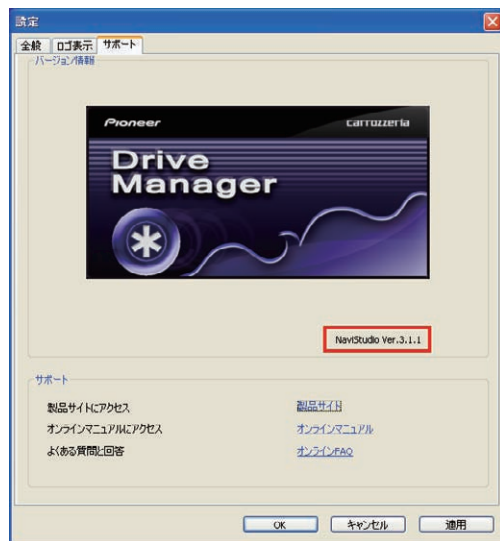 設定
全般 ロゴ表示 サポート
バージョン情報
Pioneer carrozzeria
Drive
Manager
NaviStudio Ver.3.1.1
サポート
製品サイトにアクセス 製品サイト
オンラインマニュアルにアクセス オンラインマニュアル
よくある質問と回答 オンラインFAQ
OK キャンセル 適用